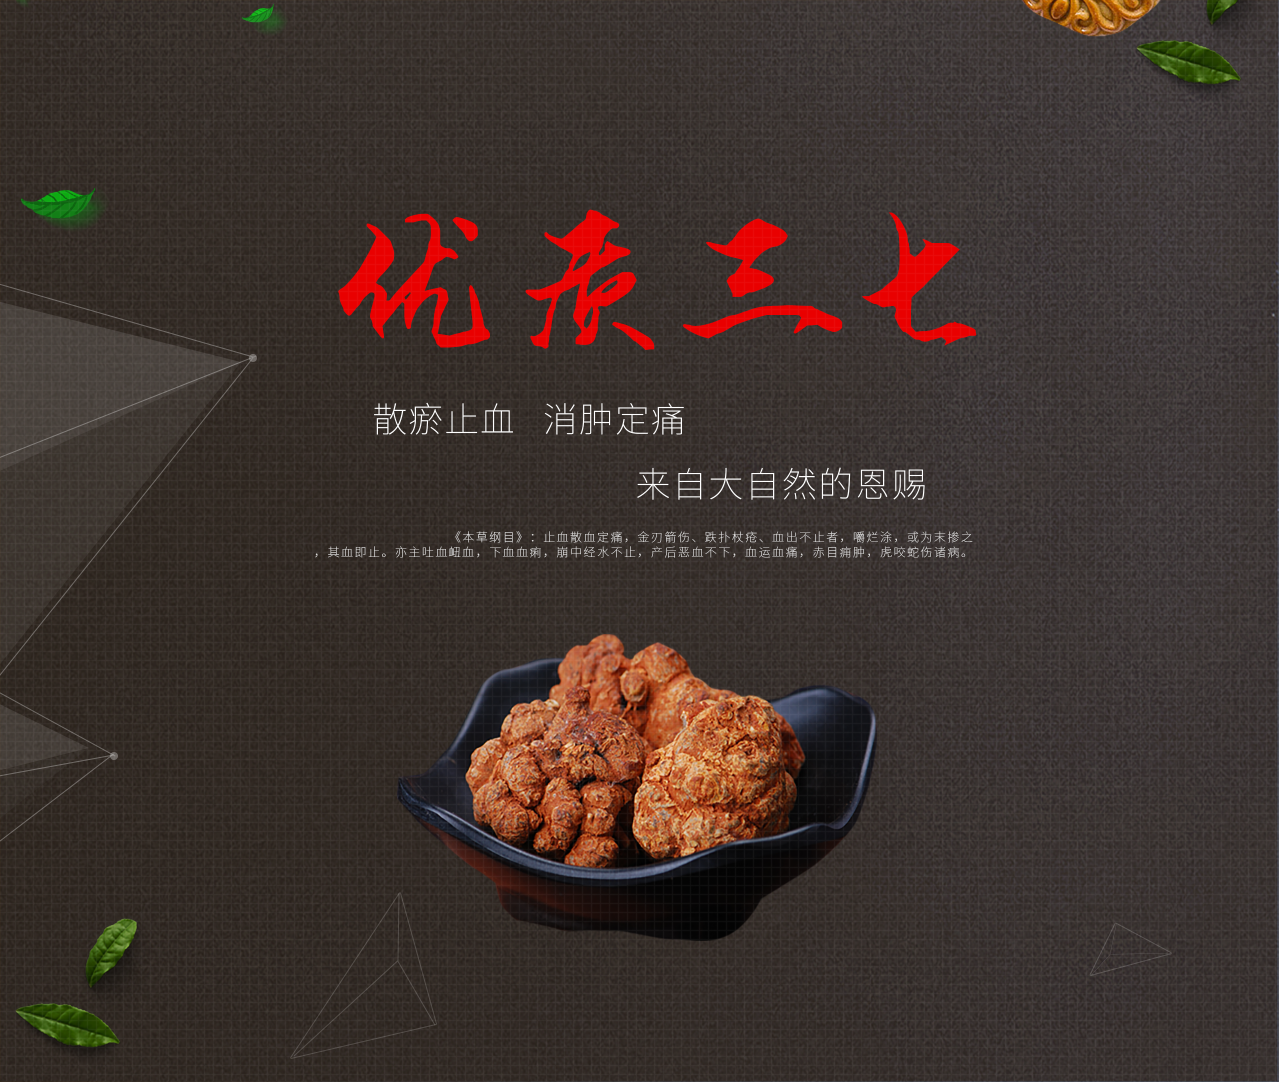 优质三七
散瘀止血 消肿定痛
来自大自然的恩赐
《本草纲目》：止血散血定痛，金刃箭伤、跌扑杖疮、血出不止者，嚼烂涂，或为末掺之
，其血即止。亦主吐血衄血，下血血痢，崩中经水不止，产后恶血不下，血运血痛，赤目痈肿，虎咬蛇伤诸病。